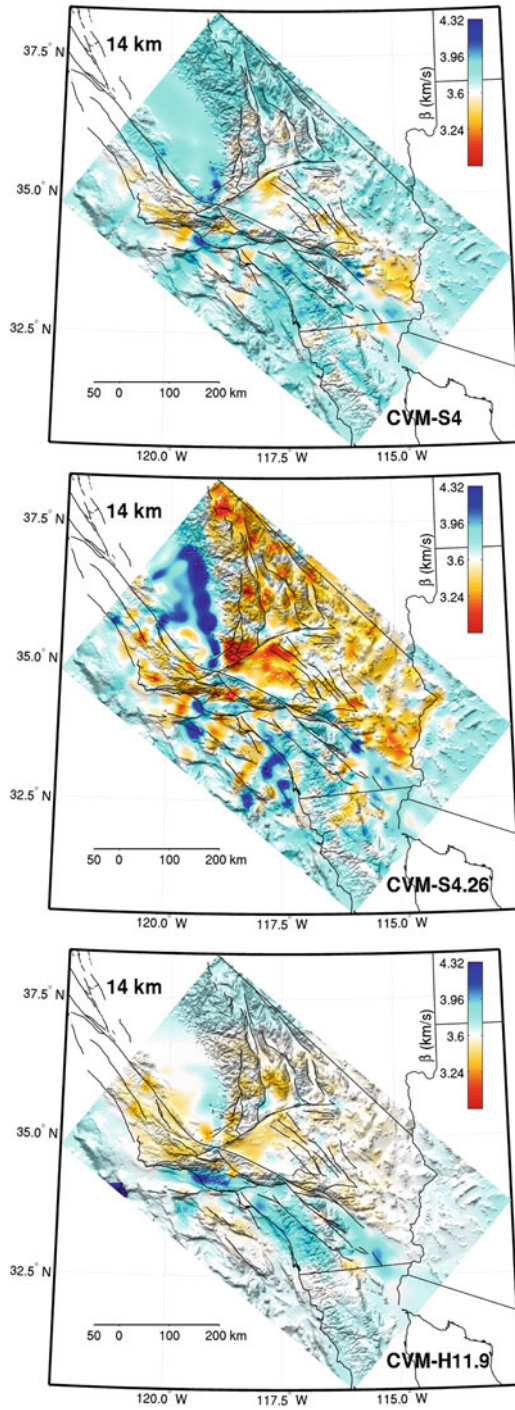 14 km
37.5° N
35.0° N
32.5° N
4.32
3.96
3.6
3.24
β (km/s)
50 0 100 200 km
CVM-S4
120.0° W
117.5° W
115.0° W
14 km
37.5° N
35.0° N
32.5° N
4.32
3.96
3.6
3.24
β (km/s)
50 0 100 200 km
CVM-S4.26
120.0° W
117.5° W
115.0° W
14 km
37.5° N
35.0° N
32.5° N
4.32
3.96
3.6
3.24
β (km/s)
50 0 100 200 km
CVM-H11.9
120.0° W
117.5° W
115.0° W